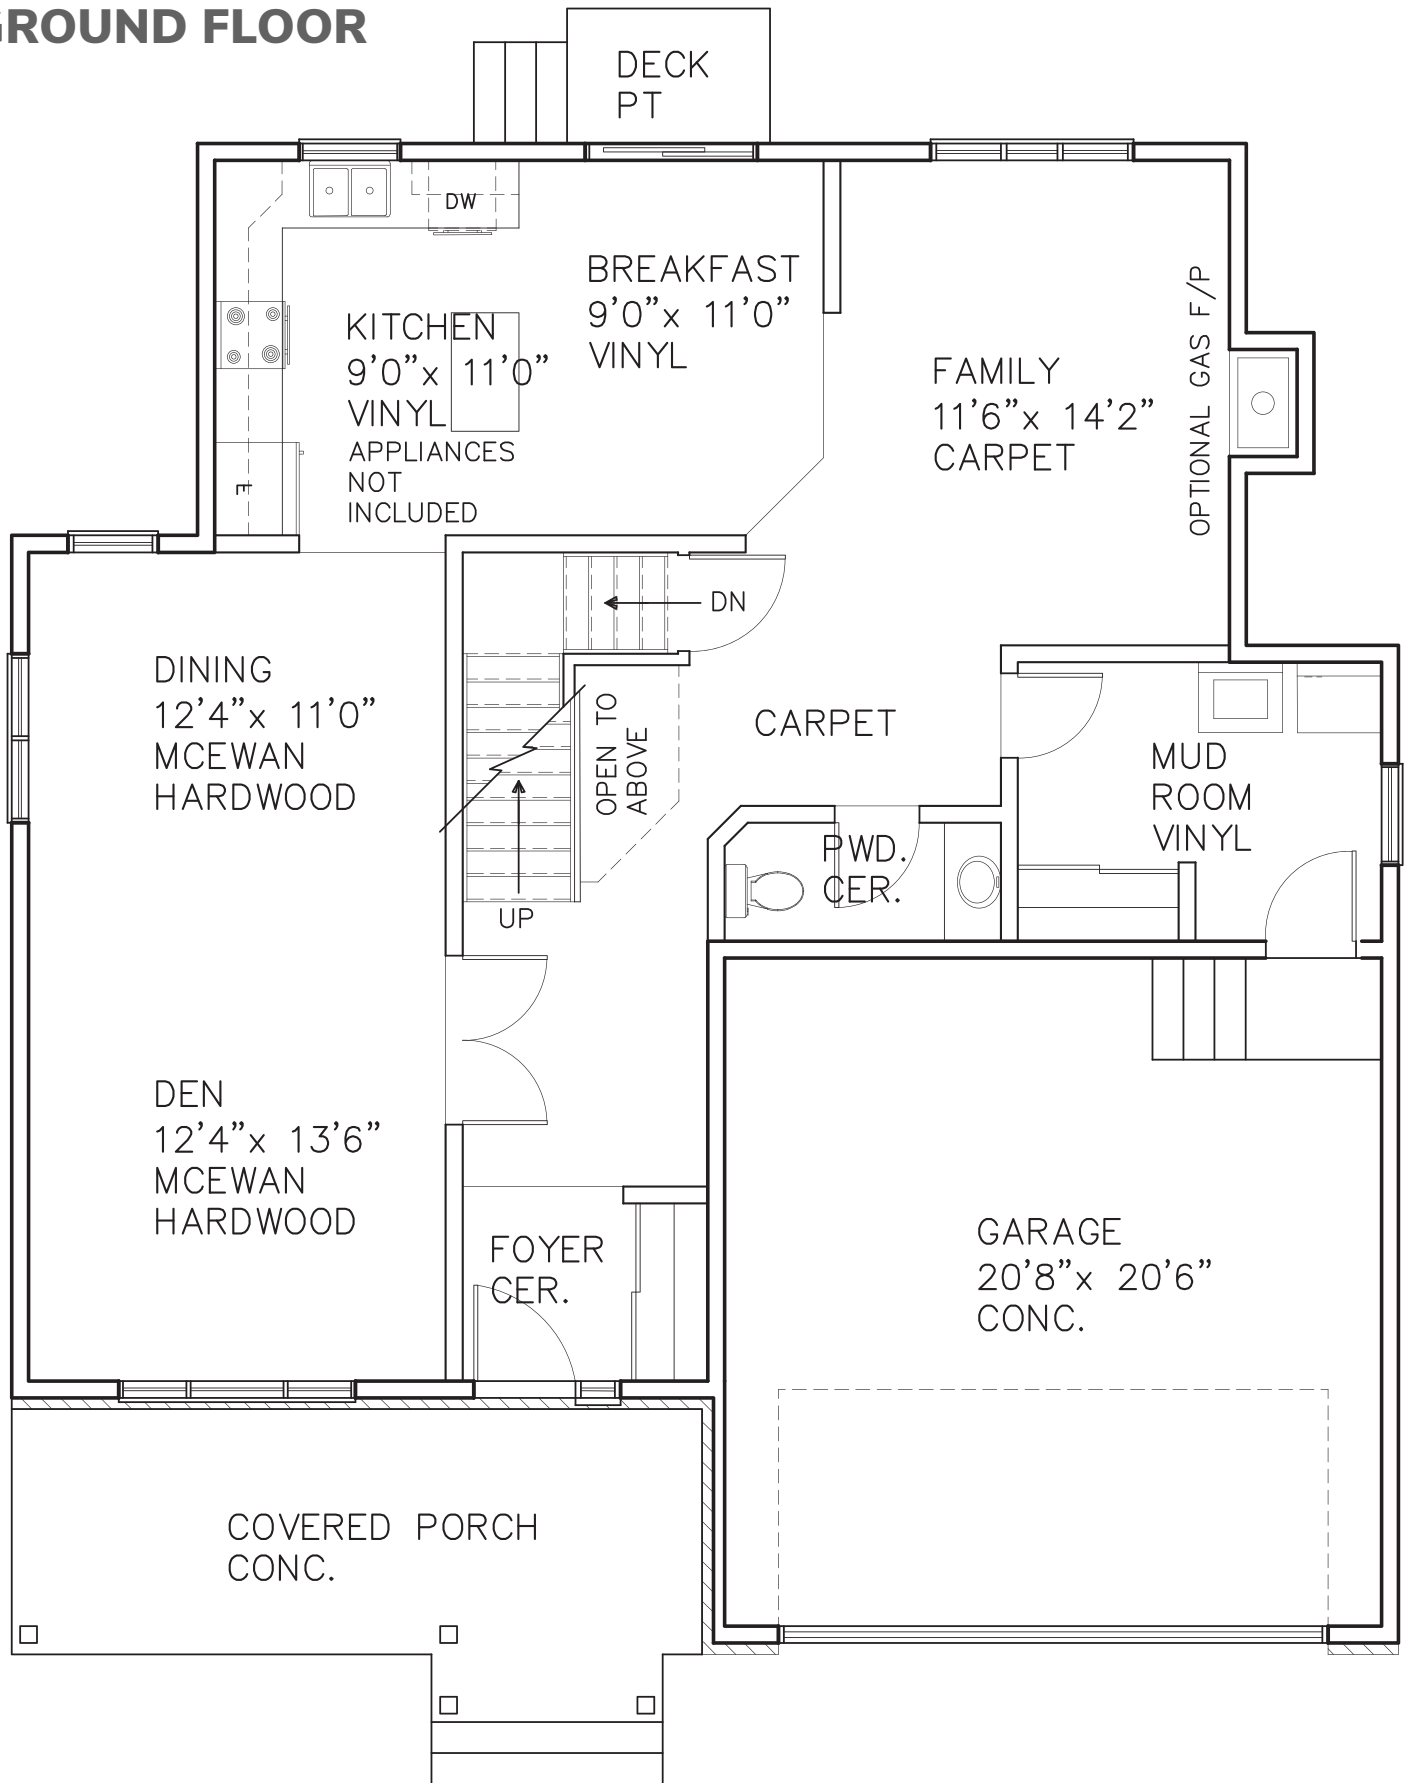 GROUND FLOOR
DECK
PT
DW
BREAKFAST
9'0"x 11'0"
VINYL
KITCHEN
9'0"x 11'0"
VINYL
APPLIANCES
NOT
INCLUDED
F
FAMILY
11'6"x 14'2"
CARPET
OPTIONAL GAS F/P
DN
DINING
12'4"x 11'0"
MCEWAN
HARDWOOD
OPEN TO
ABOVE
CARPET
MUD
ROOM
VINYL
PWD.
CER.
UP
DEN
12'4"x 13'6"
MCEWAN
HARDWOOD
FOYER
CER.
GARAGE
20'8"x 20'6"
CONC.
COVERED PORCH
CONC.